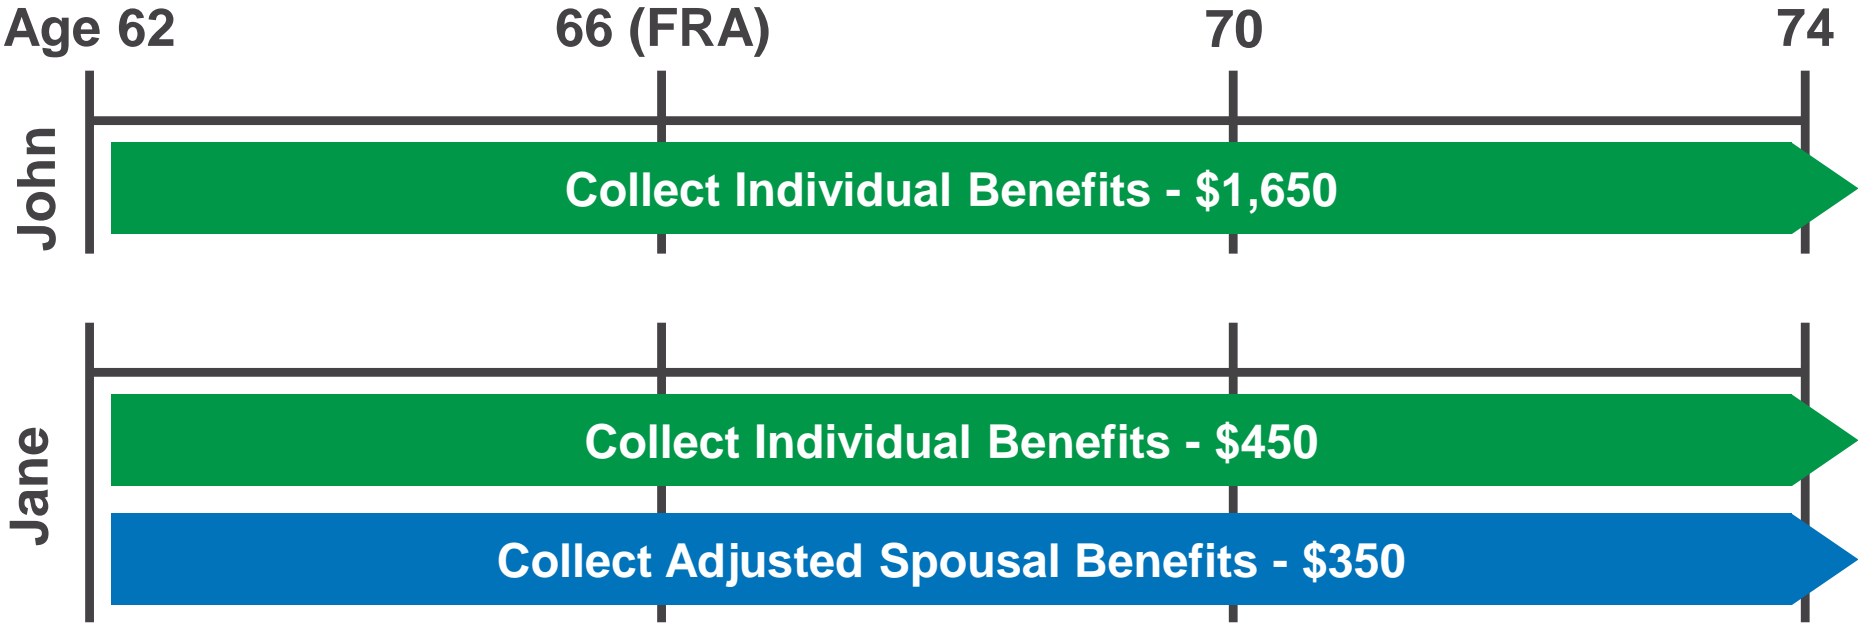 Age 62 66 (FRA) 70 74
John
Collect Individual Benefits - $1,650
Jane
Collect Individual Benefits - $450
Collect Adjusted Spousal Benefits - $350